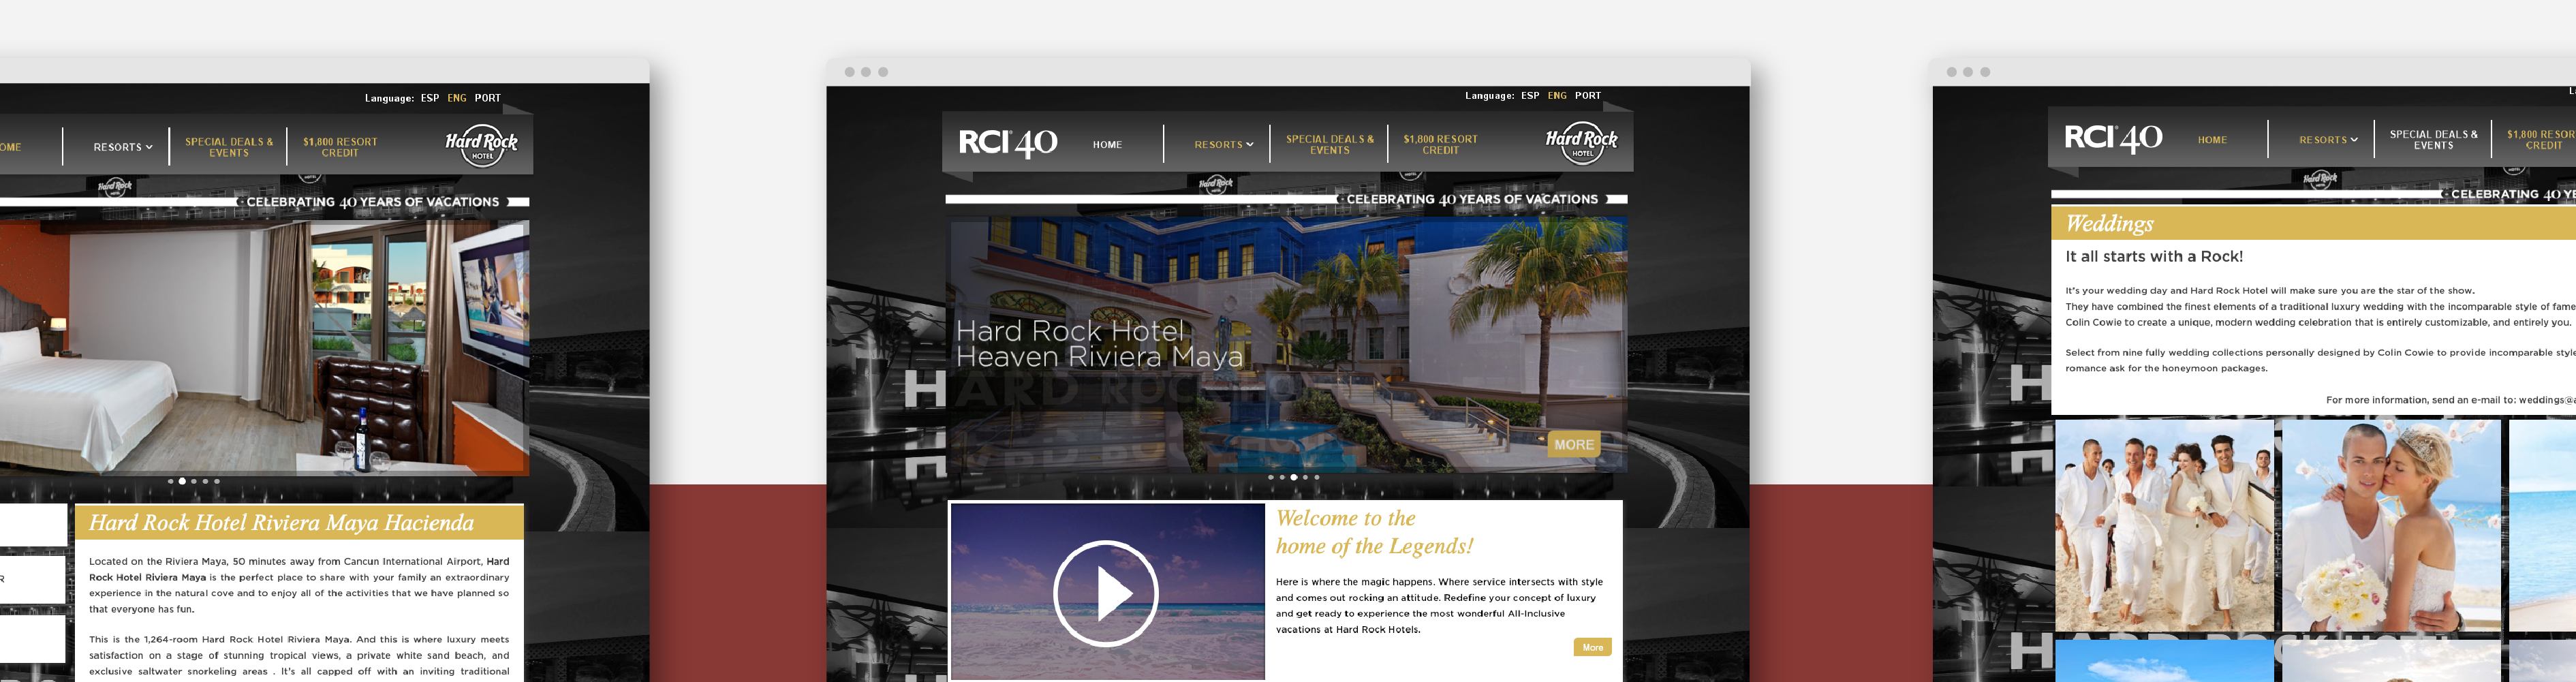 Language: ESP ENG PORT
OME
RESORTS
SPECIAL DEALS &
EVENTS
$1,800 RESORT
CREDIT
Hard Rock
HOTEL
Hard Rock
CELEBRATING 40 YEARS OF VACATIONS
Hard Rock Hotel Riviera Maya Hacienda
R
Located on the Riviera Maya, 50 minutes away from Cancun International Airport, Hard
Rock Hotel Riviera Maya is the perfect place to share with your family an extraordinary
experience in the natural cove and to enjoy all of the activities that we have planned so
that everyone has fun.
This is the 1,264-room Hard Rock Hotel Riviera Maya. And this is where luxury meets
satisfaction on a stage of stunning tropical views, a private white sand beach, and
exclusive saltwater snorkeling areas . It's all capped off with an inviting traditional
Language: ESP ENG PORT
RCI 40
HOME
RESORTS
SPECIAL DEALS &
EVENTS
$1,800 RESORT
CREDIT
Hard Rock
HOTEL
Hard Rock
CELEBRATING 40 YEARS OF VACATIONS
Hard Rock Hotel
Heaven Riviera Maya
HARD ROCK HO
MORE
Welcome to the
home of the Legends!
Here is where the magic happens. Where service intersects with style
and comes out rocking an attitude. Redefine your concept of luxury
and get ready to experience the most wonderful All-Inclusive
vacations at Hard Rock Hotels.
More
L
RCI 40
HOME
RESORTS
SPECIAL DEALS &
EVENTS
$1,800 RESOR
CREDIT
Hard Rock
CELEBRATING 40 YE
Weddings
It all starts with a Rock!
It's your wedding day and Hard Rock Hotel will make sure you are the star of the show.
They have combined the finest elements of a traditional luxury wedding with the incomparable style of fame
Colin Cowie to create a unique, modern wedding celebration that is entirely customizable, and entirely you.
Select from nine fully wedding collections personally designed by Colin Cowie to provide incomparable style
romance ask for the honeymoon packages.
For more information, send an e-mail to: weddings@a
HARD ROCK HOTEL